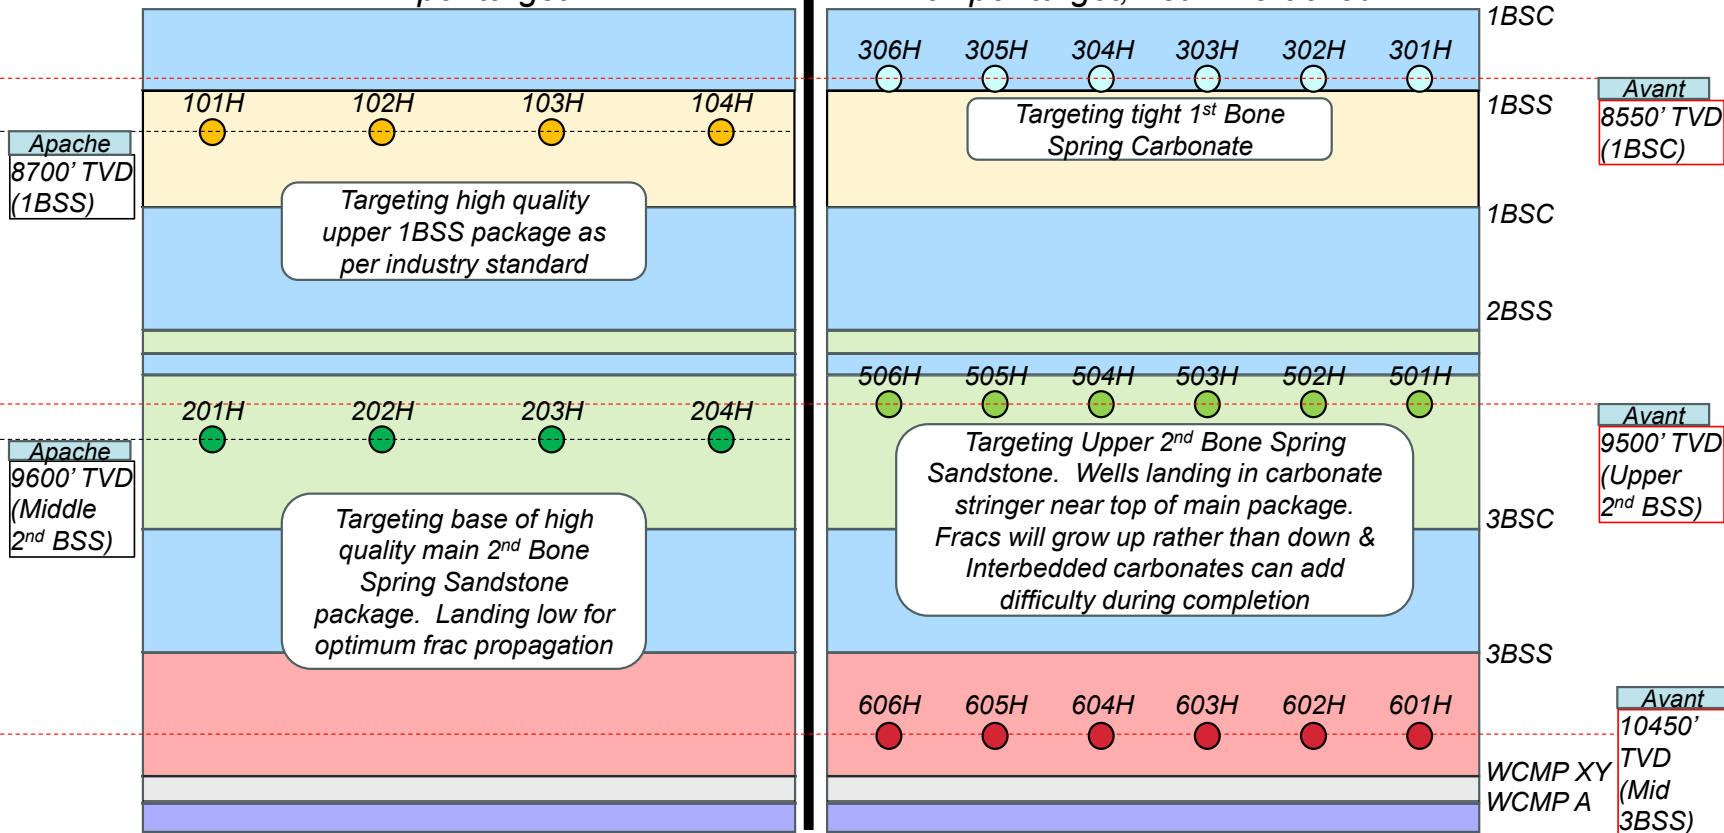 1BSC
306H 305H 304H 303H 302H 301H
101H 102H 103H 104H
Targeting tight 1st Bone
Spring Carbonate
1BSS
Avant
8550’ TVD
(1BSC)
Apache
8700’ TVD
(1BSS)
Targeting high quality
upper 1BSS package as
per industry standard
1BSC
2BSS
506H 505H 504H 503H 502H 501H
201H 202H 203H 204H
Avant
9500’ TVD
(Upper
2nd BSS)
Apache
9600’ TVD
(Middle
2nd BSS)
Targeting Upper 2nd Bone Spring
Sandstone. Wells landing in carbonate
stringer near top of main package.
Fracs will grow up rather than down &
Interbedded carbonates can add
difficulty during completion
Targeting base of high
quality main 2nd Bone
Spring Sandstone
package. Landing low for
optimum frac propagation
3BSC
3BSS
606H 605H 604H 603H 602H 601H
Avant
10450’
TVD
(Mid
3BSS)
WCMP XY
WCMP A